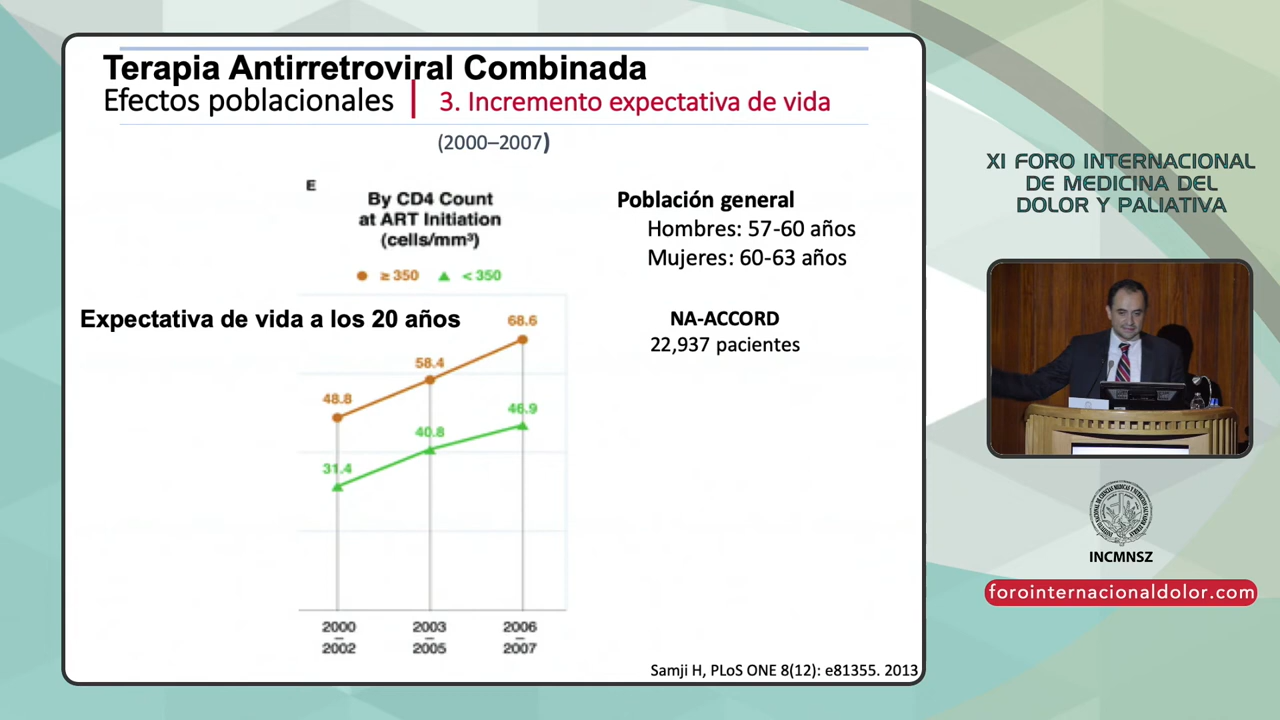 Terapia Antirretroviral Combinada
Efectos poblacionales | 3. Incremento expectativa de vida
(2000–2007)
E
By CD4 Count
at ART Initiation
(cells/mm³)
● ≥ 350 ▲ < 350
Expectativa de vida a los 20 años
68.6
58.4
48.8
46.9
40.8
31.4
2000
–
2002
2003
–
2005
2006
–
2007
Población general
Hombres: 57-60 años
Mujeres: 60-63 años
NA-ACCORD
22,937 pacientes
Samji H, PLoS ONE 8(12): e81355. 2013
XI FORO INTERNACIONAL
DE MEDICINA DEL
DOLOR Y PALIATIVA
INCMNSZ
forointernacionaldolor.com